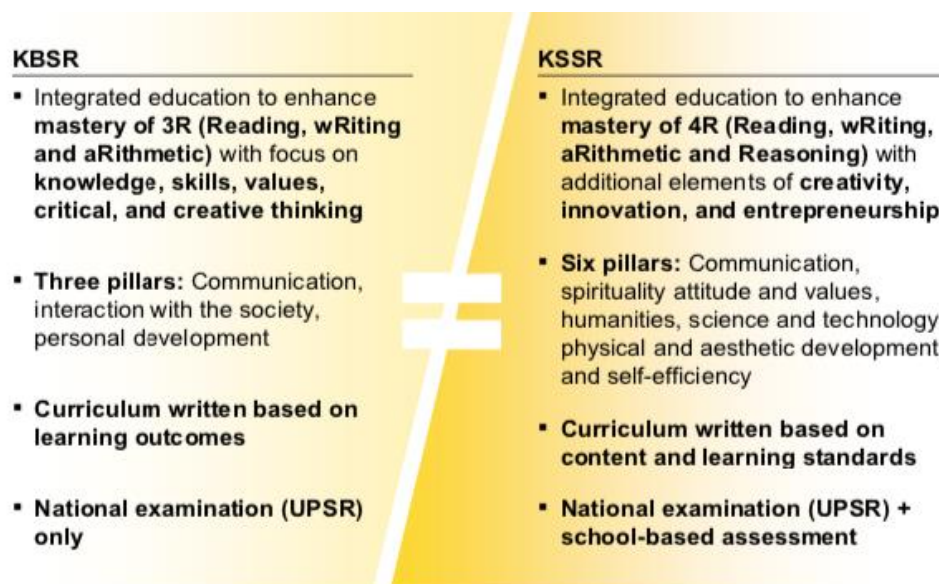 KBSR
▪ Integrated education to enhance
mastery of 3R (Reading, wRiting
and aRithmetic) with focus on
knowledge, skills, values,
critical, and creative thinking
▪ Three pillars: Communication,
interaction with the society,
personal development
▪ Curriculum written based on
learning outcomes
▪ National examination (UPSR)
only
KSSR
▪ Integrated education to enhance
mastery of 4R (Reading, wRiting,
aRithmetic and Reasoning) with
additional elements of creativity,
innovation, and entrepreneurship
▪ Six pillars: Communication,
spirituality attitude and values,
humanities, science and technology
physical and aesthetic development
and self-efficiency
▪ Curriculum written based on
content and learning standards
▪ National examination (UPSR) +
school-based assessment